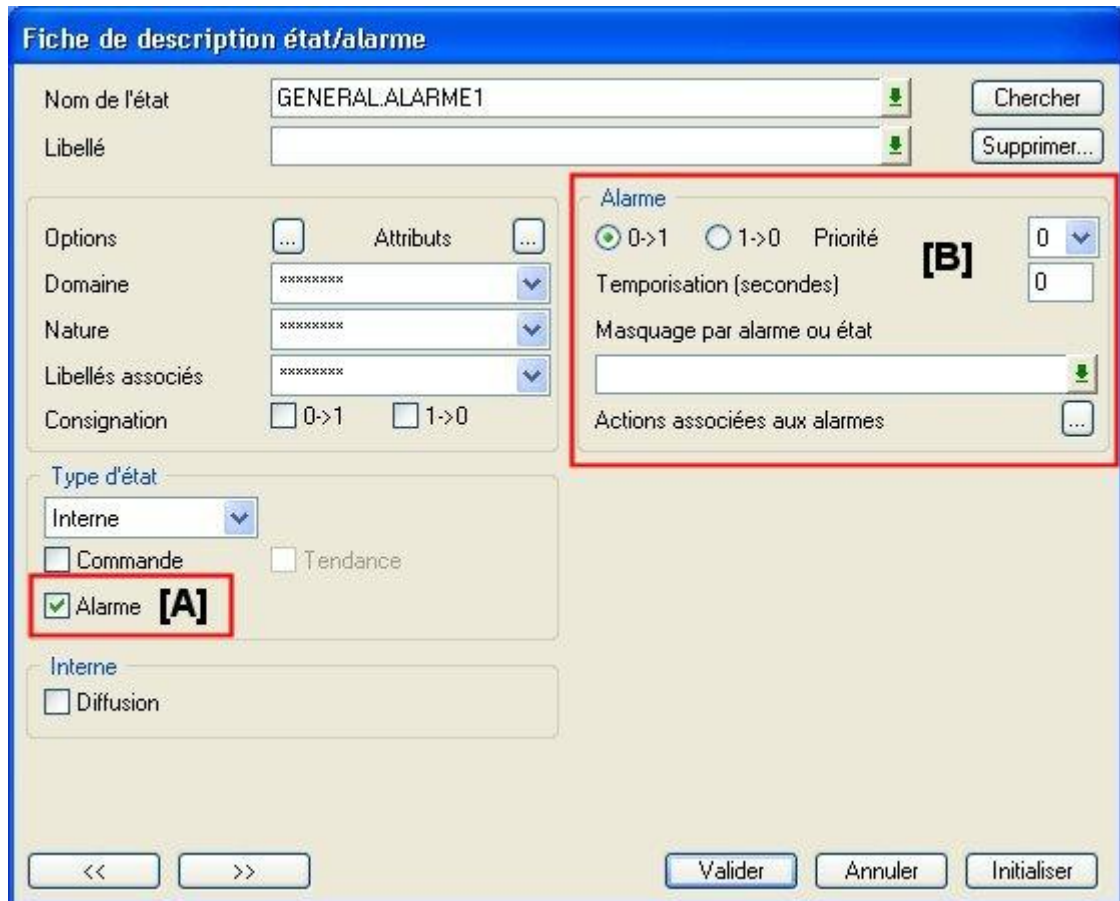 Fiche de description état/alarme
Nom de l'état GENERAL.ALARME1 Chercher
Libellé Supprimer...
Options ... Attributs ...
Domaine ********
Nature ********
Libellés associés ********
Consignation 0->1 1->0
Alarme
0->1 1->0 Priorité [B] 0
Temporisation (secondes) 0
Masquage par alarme ou état
Actions associées aux alarmes ...
Type d'état
Interne
Commande Tendance
Alarme [A]
Interne
Diffusion
<< >> Valider Annuler Initialiser